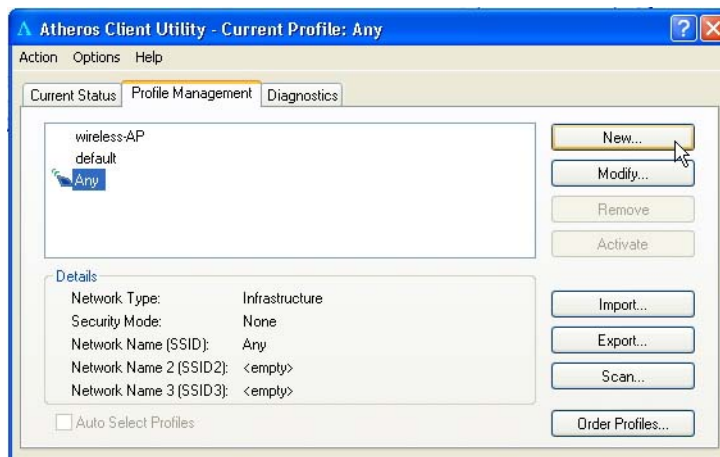 Atheros Client Utility - Current Profile: Any
Action Options Help
Current Status Profile Management Diagnostics
wireless-AP
default
Any
New...
Modify...
Remove
Activate
Details
Network Type: Infrastructure
Security Mode: None
Network Name (SSID): Any
Network Name 2 (SSID2): <empty>
Network Name 3 (SSID3): <empty>
Import...
Export...
Scan...
Auto Select Profiles
Order Profiles...